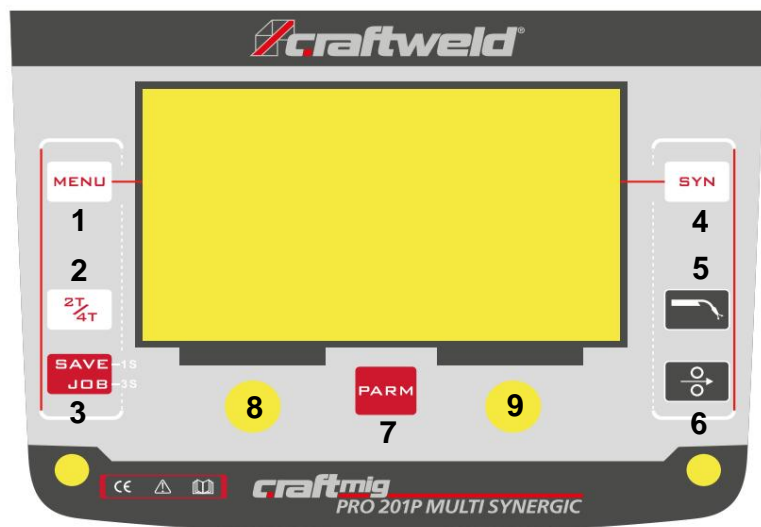 craftweld®
MENU
SYN
1
4
2
5
2T/4T
SAVE -1S
JOB -3S
PARM
3
8
7
9
6
CE
craftmig
PRO 201P MULTI SYNERGIC